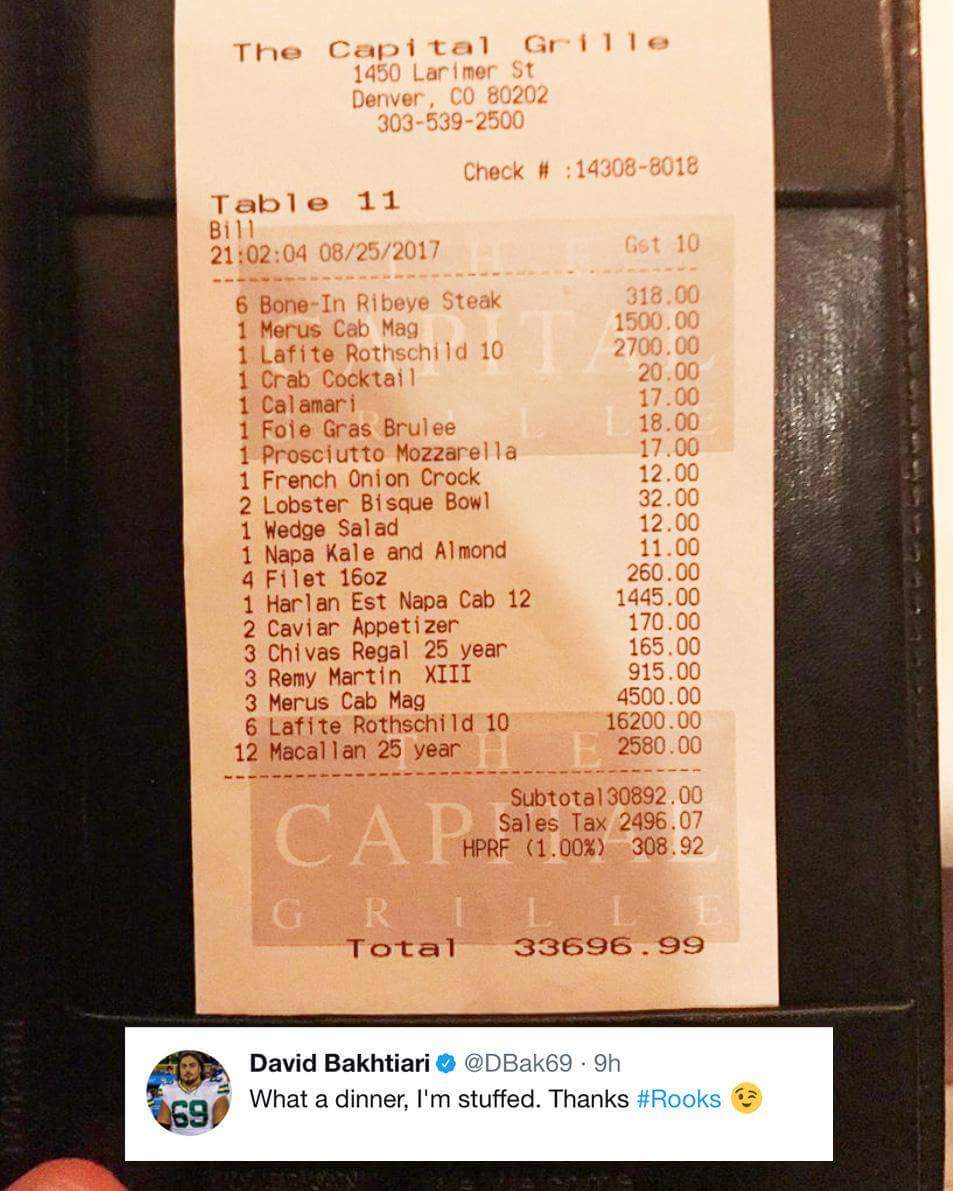 The Capital Grille
1450 Larimer St
Denver, CO 80202
303-539-2500
Check # :14308-8018
Table 11
Bill
21:02:04 08/25/2017 Gst 10
6 Bone-In Ribeye Steak 318.00
1 Merus Cab Mag 1500.00
1 Lafite Rothschild 10 2700.00
1 Crab Cocktail 20.00
1 Calamari 17.00
1 Foie Gras Brulee 18.00
1 Prosciutto Mozzarella 17.00
1 French Onion Crock 12.00
2 Lobster Bisque Bowl 32.00
1 Wedge Salad 12.00
1 Napa Kale and Almond 11.00
4 Filet 16oz 260.00
1 Harlan Est Napa Cab 12 1445.00
2 Caviar Appetizer 170.00
3 Chivas Regal 25 year 165.00
3 Remy Martin XIII 915.00
3 Merus Cab Mag 4500.00
6 Lafite Rothschild 10 16200.00
12 Macallan 25 year 2580.00
Subtotal 30892.00
Sales Tax 2496.07
HPRF (1.00%) 308.92
Total 33696.99
THE
CAPITAL
GRILLE
THE
CAPITAL
GRILLE
David Bakhtiari @DBak69 · 9h
What a dinner, I'm stuffed. Thanks #Rooks 😉
69